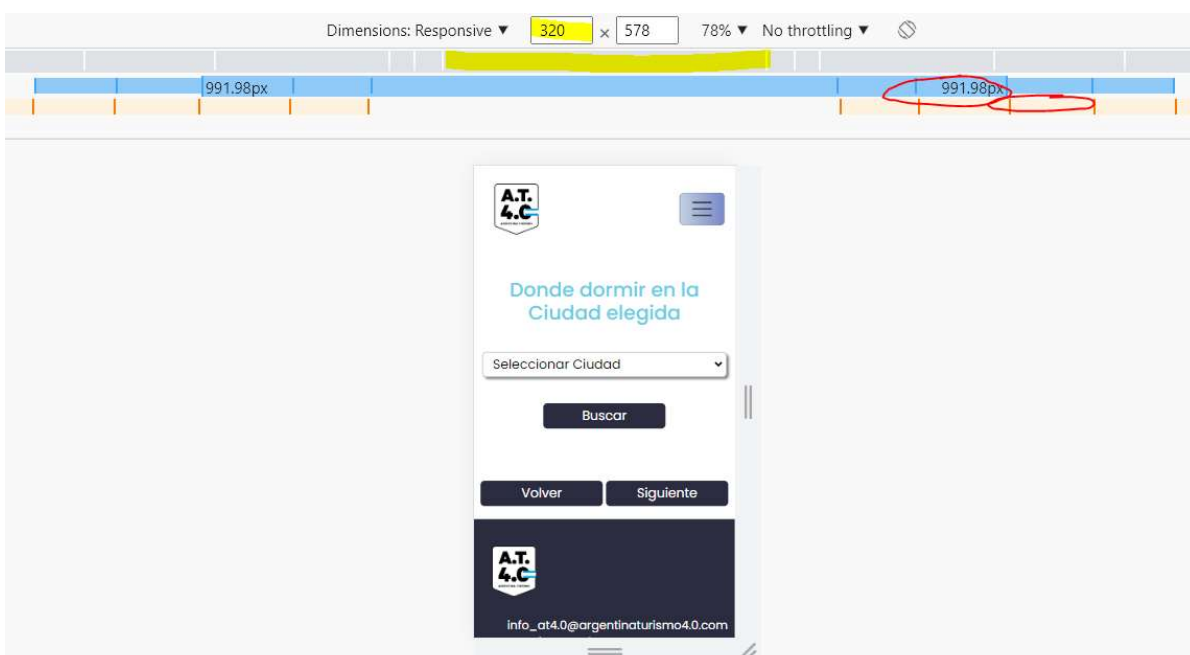 Dimensions: Responsive ▼ 320 × 578 78% ▼ No throttling ▼
991.98px 991.98px
A.T.
4.0
Donde dormir en la
Ciudad elegida
Seleccionar Ciudad
Buscar
Volver Siguiente
A.T.
4.0
info_at4.0@argentinaturismo4.0.com